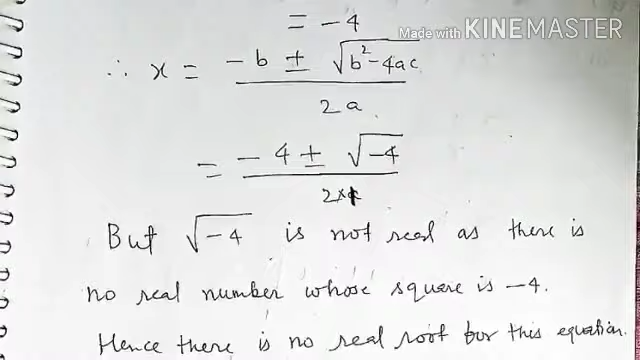 = -4
Made with KINEMASTER
∴ x = (-b ± √(b² - 4ac)) / 2a
= (-4 ± √-4) / 2×
But √-4 is not real as there is
no real number whose square is -4.
Hence there is no real root for this equation.